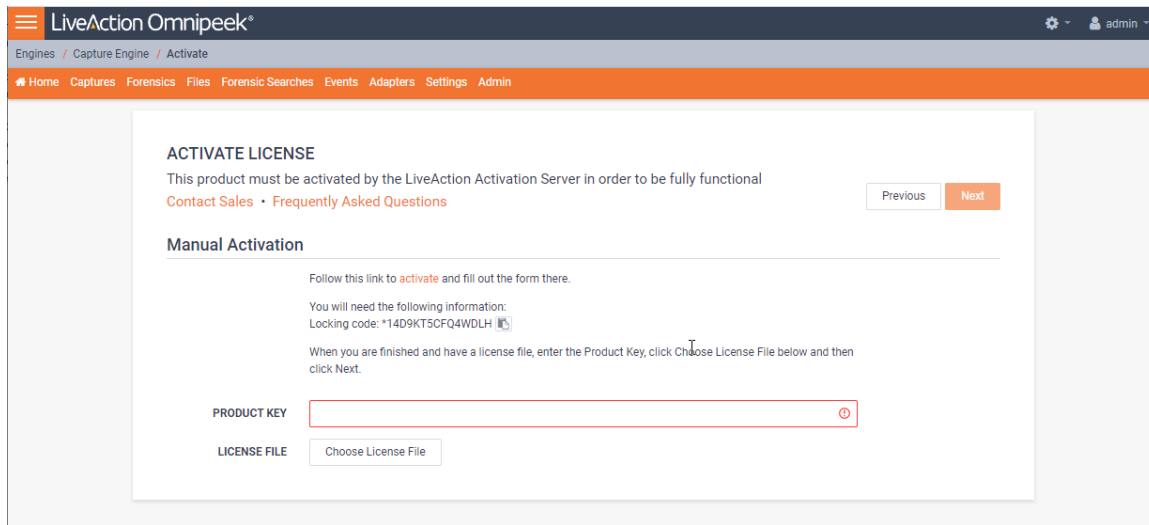 LiveAction Omnipeek®
admin
Engines / Capture Engine / Activate
Home Captures Forensics Files Forensic Searches Events Adapters Settings Admin
ACTIVATE LICENSE
This product must be activated by the LiveAction Activation Server in order to be fully functional
Contact Sales • Frequently Asked Questions
Previous Next
Manual Activation
Follow this link to activate and fill out the form there.
You will need the following information:
Locking code: *14D9KT5CFQ4WDLH
When you are finished and have a license file, enter the Product Key, click Choose License File below and then
click Next.
PRODUCT KEY
LICENSE FILE Choose License File